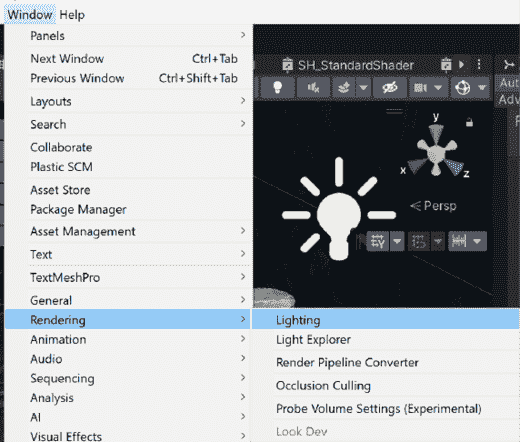 Window Help
Panels
Next Window Ctrl+Tab
Previous Window Ctrl+Shift+Tab
Layouts
Search
Collaborate
Plastic SCM
Asset Store
Package Manager
Asset Management
Text
TextMeshPro
General
Rendering
Animation
Audio
Sequencing
Analysis
AI
Visual Effects
Lighting
Light Explorer
Render Pipeline Converter
Occlusion Culling
Probe Volume Settings (Experimental)
Look Dev
SH_StandardShader
y
x
z
Persp
Aut
Adv